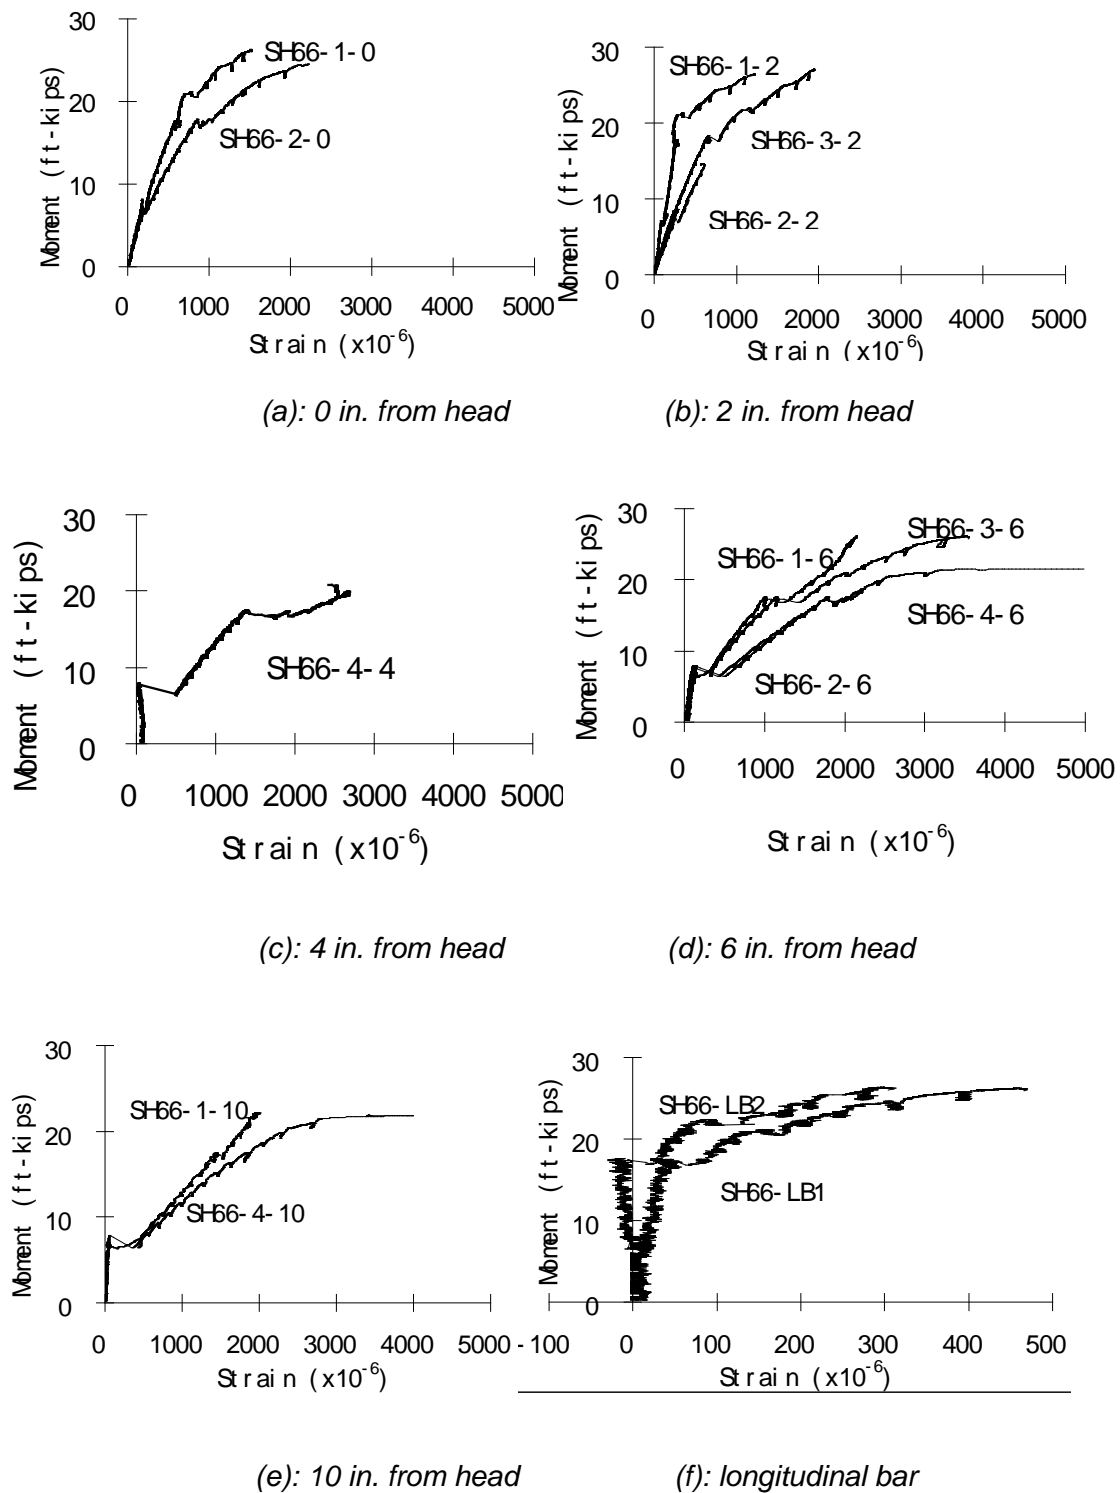 30
20
10
0
Moment (ft-kips)
SH66-1-0
SH66-2-0
0 1000 2000 3000 4000 5000
Strain (x10-6)
(a): 0 in. from head
30
20
10
0
Moment (ft-kips)
SH66-1-2
SH66-3-2
SH66-2-2
0 1000 2000 3000 4000 5000
Strain (x10-6)
(b): 2 in. from head
30
20
10
0
Moment (ft-kips)
SH66-4-4
0 1000 2000 3000 4000 5000
Strain (x10-6)
(c): 4 in. from head
30
20
10
0
Moment (ft-kips)
SH66-3-6
SH66-1-6
SH66-4-6
SH66-2-6
0 1000 2000 3000 4000 5000
Strain (x10-6)
(d): 6 in. from head
30
20
10
0
Moment (ft-kips)
SH66-1-10
SH66-4-10
0 1000 2000 3000 4000 5000
Strain (x10-6)
(e): 10 in. from head
30
20
10
0
Moment (ft-kips)
SH66-LB2
SH66-LB1
-100 0 100 200 300 400 500
Strain (x10-6)
(f): longitudinal bar